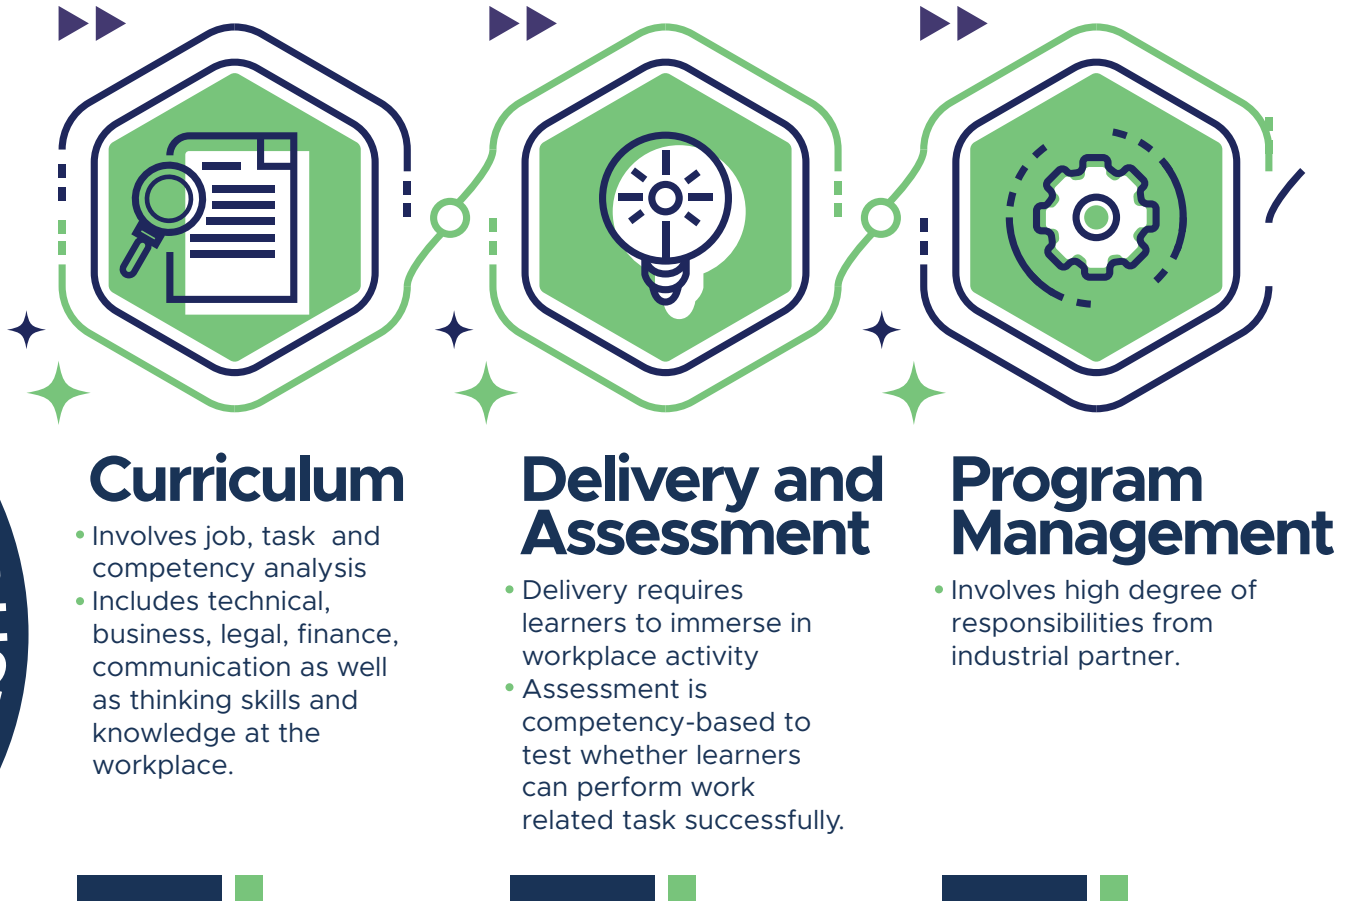 Curriculum
• Involves job, task and
competency analysis
• Includes technical,
business, legal, finance,
communication as well
as thinking skills and
knowledge at the
workplace.
Delivery and
Assessment
• Delivery requires
learners to immerse in
workplace activity
• Assessment is
competency-based to
test whether learners
can perform work
related task successfully.
Program
Management
• Involves high degree of
responsibilities from
industrial partner.